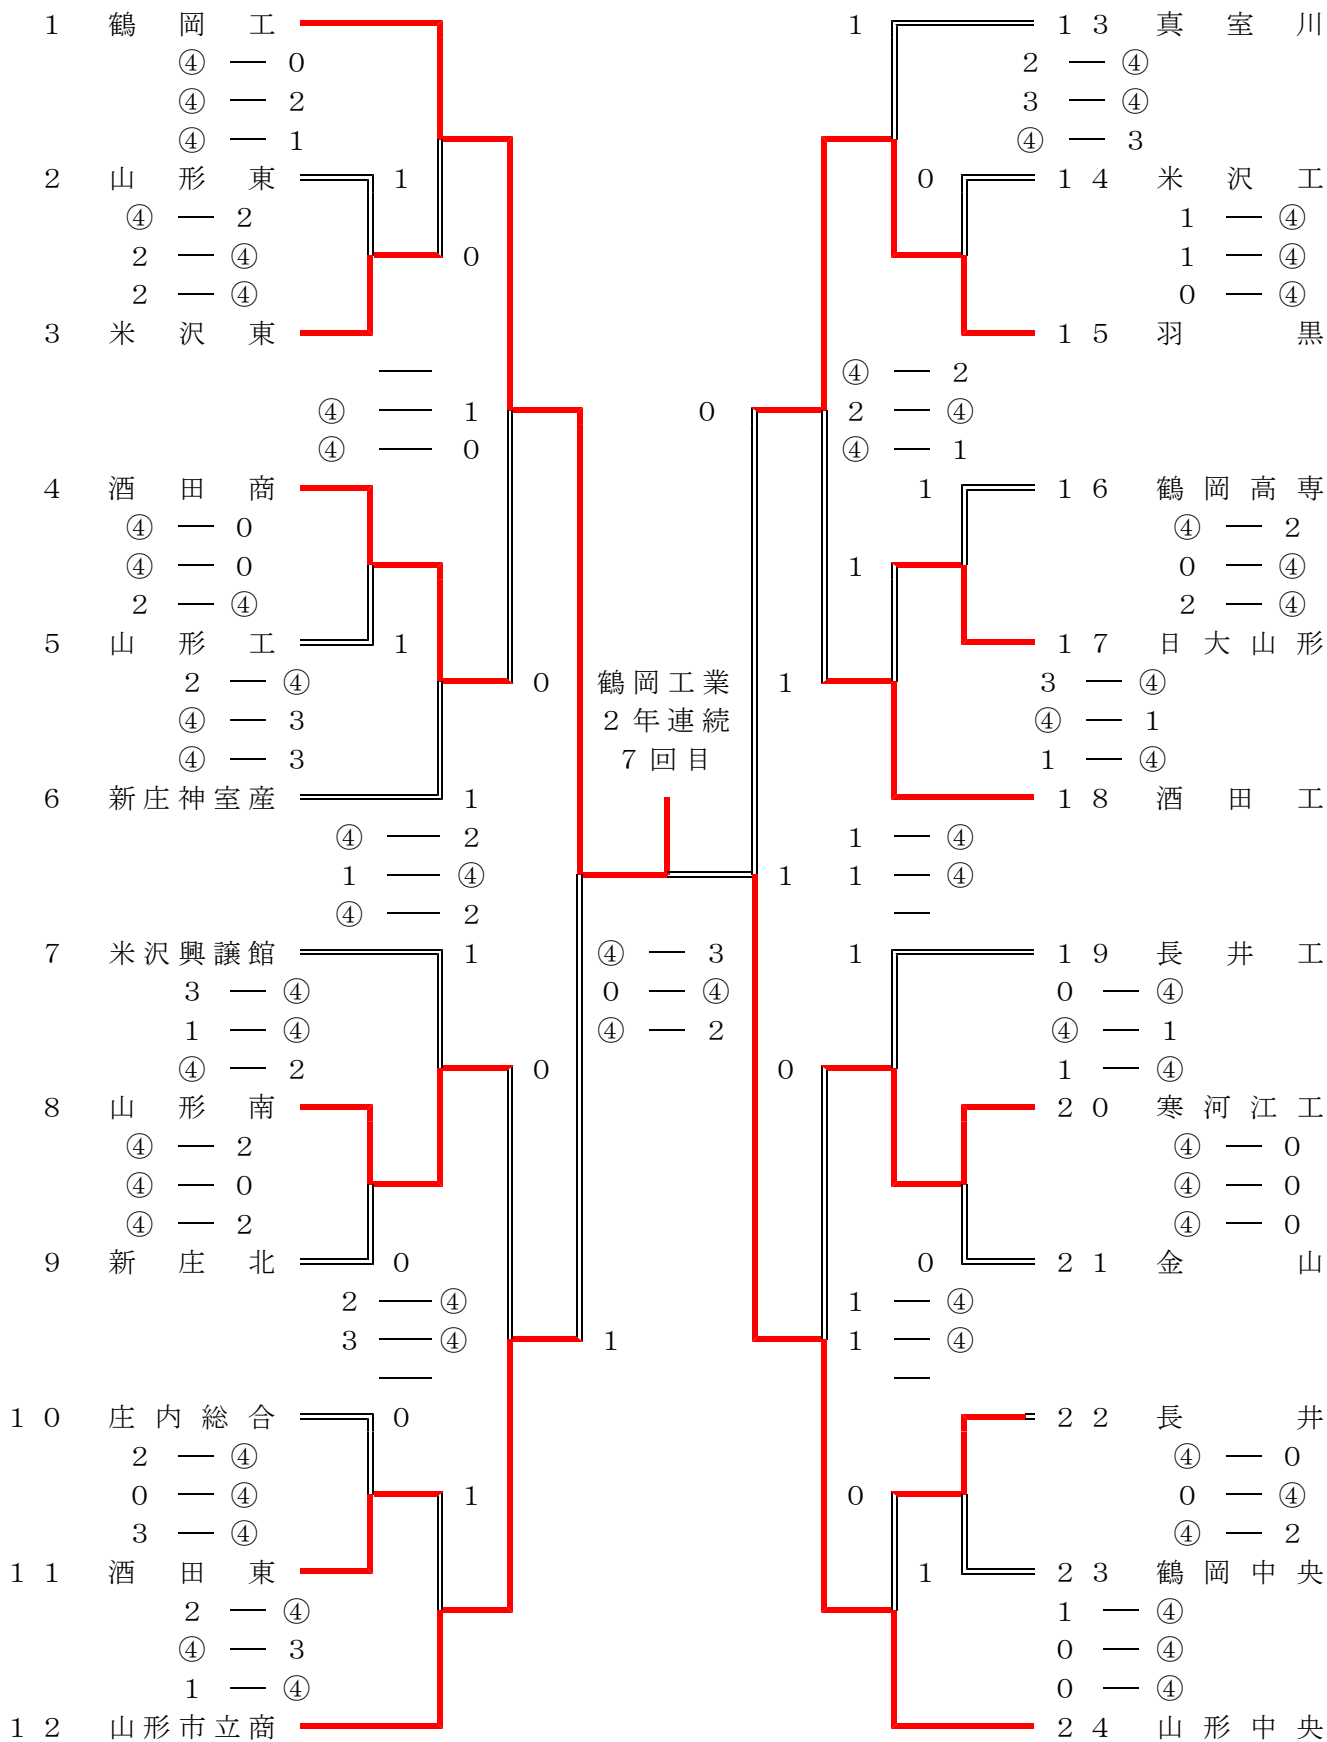 1 鶴岡工
④ — 0
④ — 2
④ — 1
2 山形東 1
④ — 2
2 — ④
0
2 — ④
3 米沢東
—
④ — 1
④ — 0
4 酒田商
④ — 0
④ — 0
2 — ④
5 山形工 1
2 — ④
0
④ — 3
④ — 3
6 新庄神室産 1
④ — 2
1 — ④
④ — 2
7 米沢興譲館 1
3 — ④
1 — ④
④ — 2
0
8 山形南
④ — 2
④ — 0
④ — 2
9 新庄北 0
2 — ④
3 — ④
1
—
10 庄内総合 0
2 — ④
0 — ④
1
3 — ④
11 酒田東
2 — ④
④ — 3
1 — ④
12 山形市立商
鶴岡工業
2年連続
7回目
④ — 3
0 — ④
④ — 2
1 13 真室川
2 — ④
3 — ④
④ — 3
0 14 米沢工
1 — ④
1 — ④
0 — ④
15 羽黒
④ — 2
0
2 — ④
④ — 1
1 16 鶴岡高専
④ — 2
1
0 — ④
2 — ④
17 日大山形
1
3 — ④
④ — 1
1 — ④
18 酒田工
1 — ④
1
1 — ④
—
1 19 長井工
0 — ④
④ — 1
0
1 — ④
20 寒河江工
④ — 0
④ — 0
④ — 0
0 21 金山
1 — ④
1 — ④
—
22 長井
④ — 0
0
0 — ④
④ — 2
1 23 鶴岡中央
1 — ④
0 — ④
0 — ④
24 山形中央